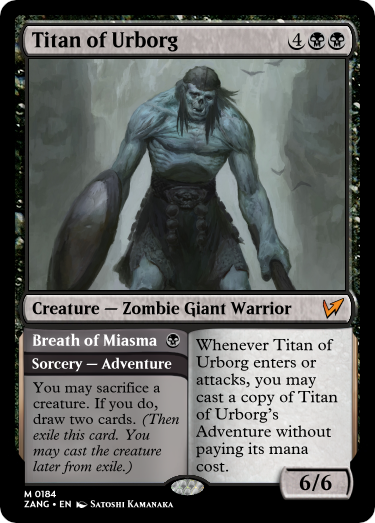 Titan of Urborg 4
Creature — Zombie Giant Warrior
Breath of Miasma
Sorcery — Adventure
You may sacrifice a
creature. If you do,
draw two cards. (Then
exile this card. You
may cast the creature
later from exile.)
Whenever Titan of
Urborg enters or
attacks, you may
cast a copy of Titan
of Urborg's
Adventure without
paying its mana
cost.
6/6
M 0184
ZANG • EN Satoshi Kamanaka